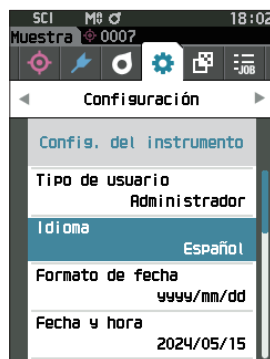 SCI M0 18:02
Muestra 0007
-JOB
Configuración
Config. del instrumento
Tipo de usuario
Administrador
Idioma
Español
Formato de fecha
yyyy/mm/dd
Fecha y hora
2024/05/15